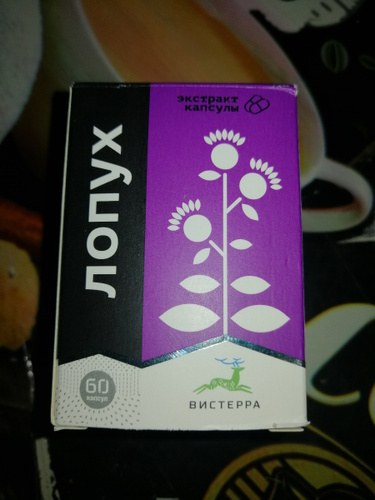 экстракт
капсулы
ЛОПУХ
60
капсул
ВИСТЕРРА